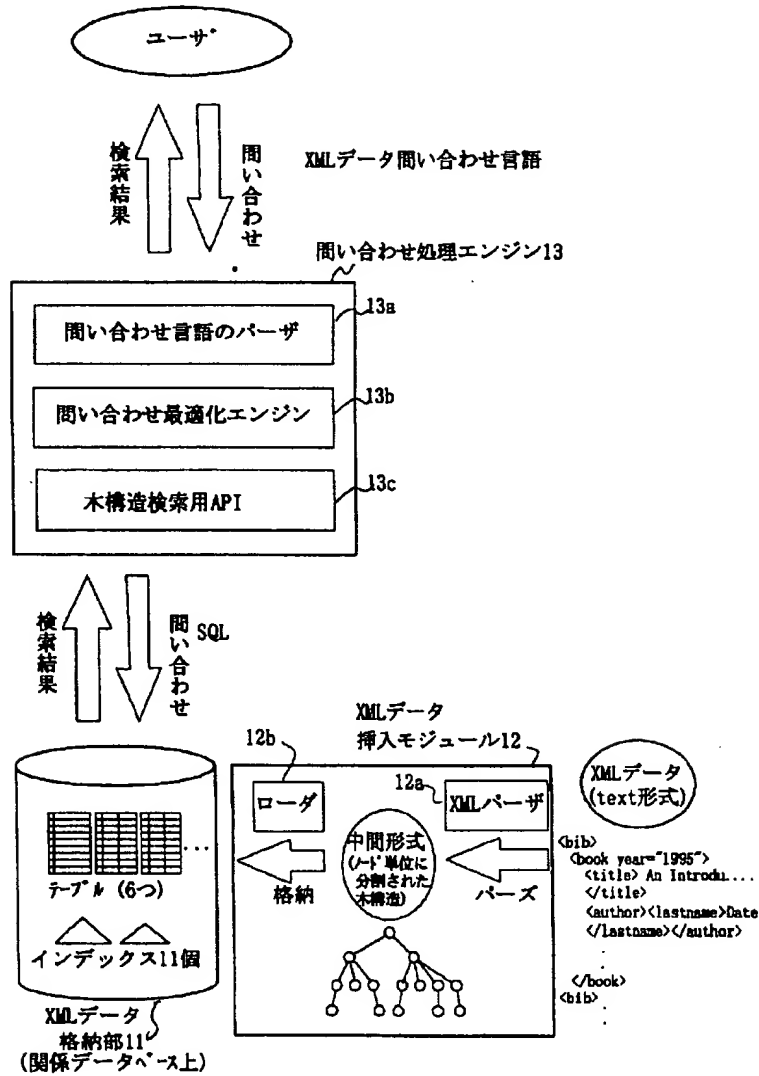 ユーザ
検索結果
問い合わせ
XMLデータ問い合わせ言語
問い合わせ処理エンジン13
問い合わせ言語のパーザ
13a
問い合わせ最適化エンジン
13b
木構造検索用API
13c
検索結果
問い合わせ
SQL
XMLデータ
挿入モジュール12
12b
ローダ
12a
XMLパーザ
XMLデータ
(text形式)
中間形式
(ノード単位に
分割された
木構造)
格納
パーズ
<bib>
<book year="1995">
<title> An Introdu....
</title>
<author><lastname>Date
</lastname></author>
.
.
</book>
<bib>
.
.
...
テーブル (6つ)
インデックス11個
XMLデータ
格納部11
(関係データベース上)